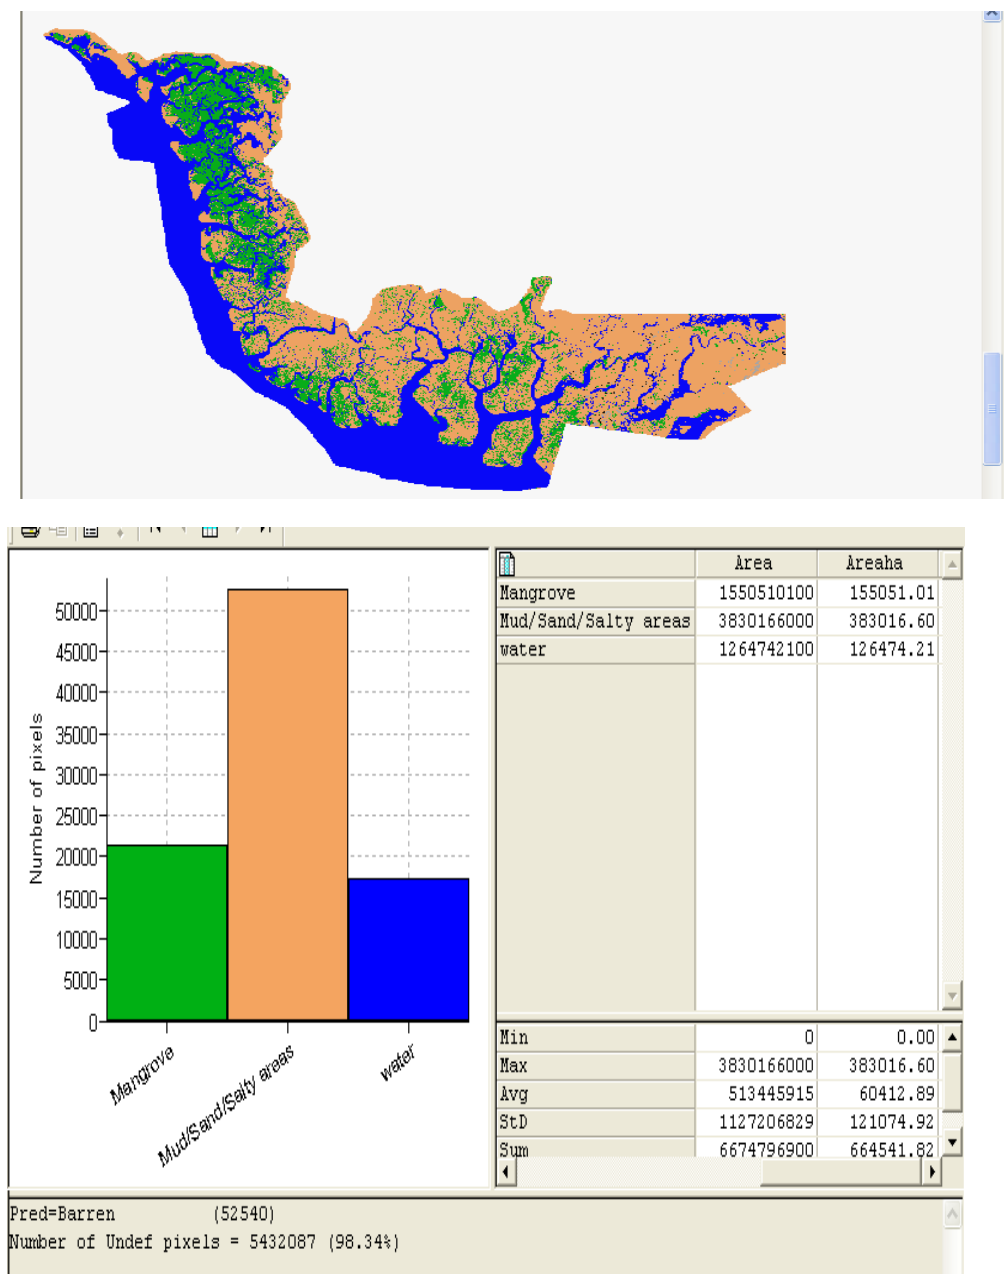 Area Areaha
Mangrove 1550510100 155051.01
Mud/Sand/Salty areas 3830166000 383016.60
water 1264742100 126474.21
Number of pixels
50000
45000
40000
35000
30000
25000
20000
15000
10000
5000
0
Mangrove
Mud/Sand/Salty areas
water
Min 0 0.00
Max 3830166000 383016.60
Avg 513445915 60412.89
StD 1127206829 121074.92
Sum 6674796900 664541.82
Pred=Barren (52540)
Number of Undef pixels = 5432087 (98.34%)